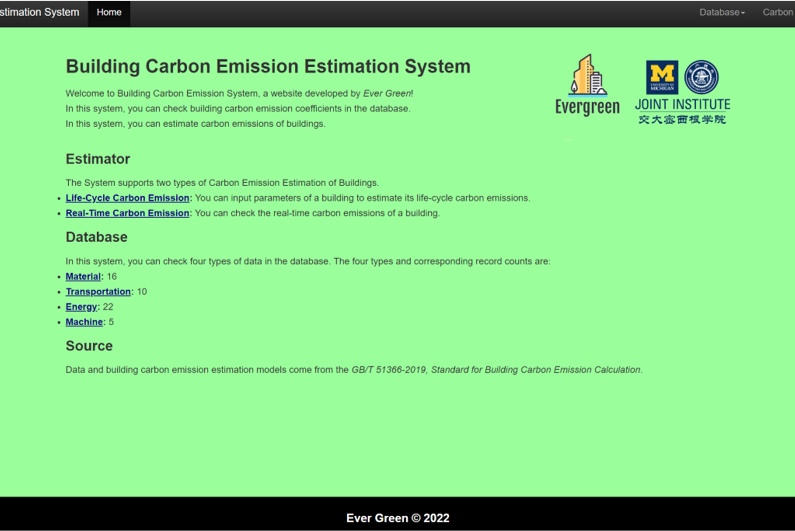 stimation System Home Database Carbon
Building Carbon Emission Estimation System
Welcome to Building Carbon Emission System, a website developed by Ever Green!
In this system, you can check building carbon emission coefficients in the database.
In this system, you can estimate carbon emissions of buildings.
Evergreen
M
UNIVERSITY OF
MICHIGAN
JOINT INSTITUTE
交大密西根学院
Estimator
The System supports two types of Carbon Emission Estimation of Buildings.
• Life-Cycle Carbon Emission: You can input parameters of a building to estimate its life-cycle carbon emissions.
• Real-Time Carbon Emission: You can check the real-time carbon emissions of a building.
Database
In this system, you can check four types of data in the database. The four types and corresponding record counts are:
• Material: 16
• Transportation: 10
• Energy: 22
• Machine: 5
Source
Data and building carbon emission estimation models come from the GB/T 51366-2019, Standard for Building Carbon Emission Calculation.
Ever Green © 2022